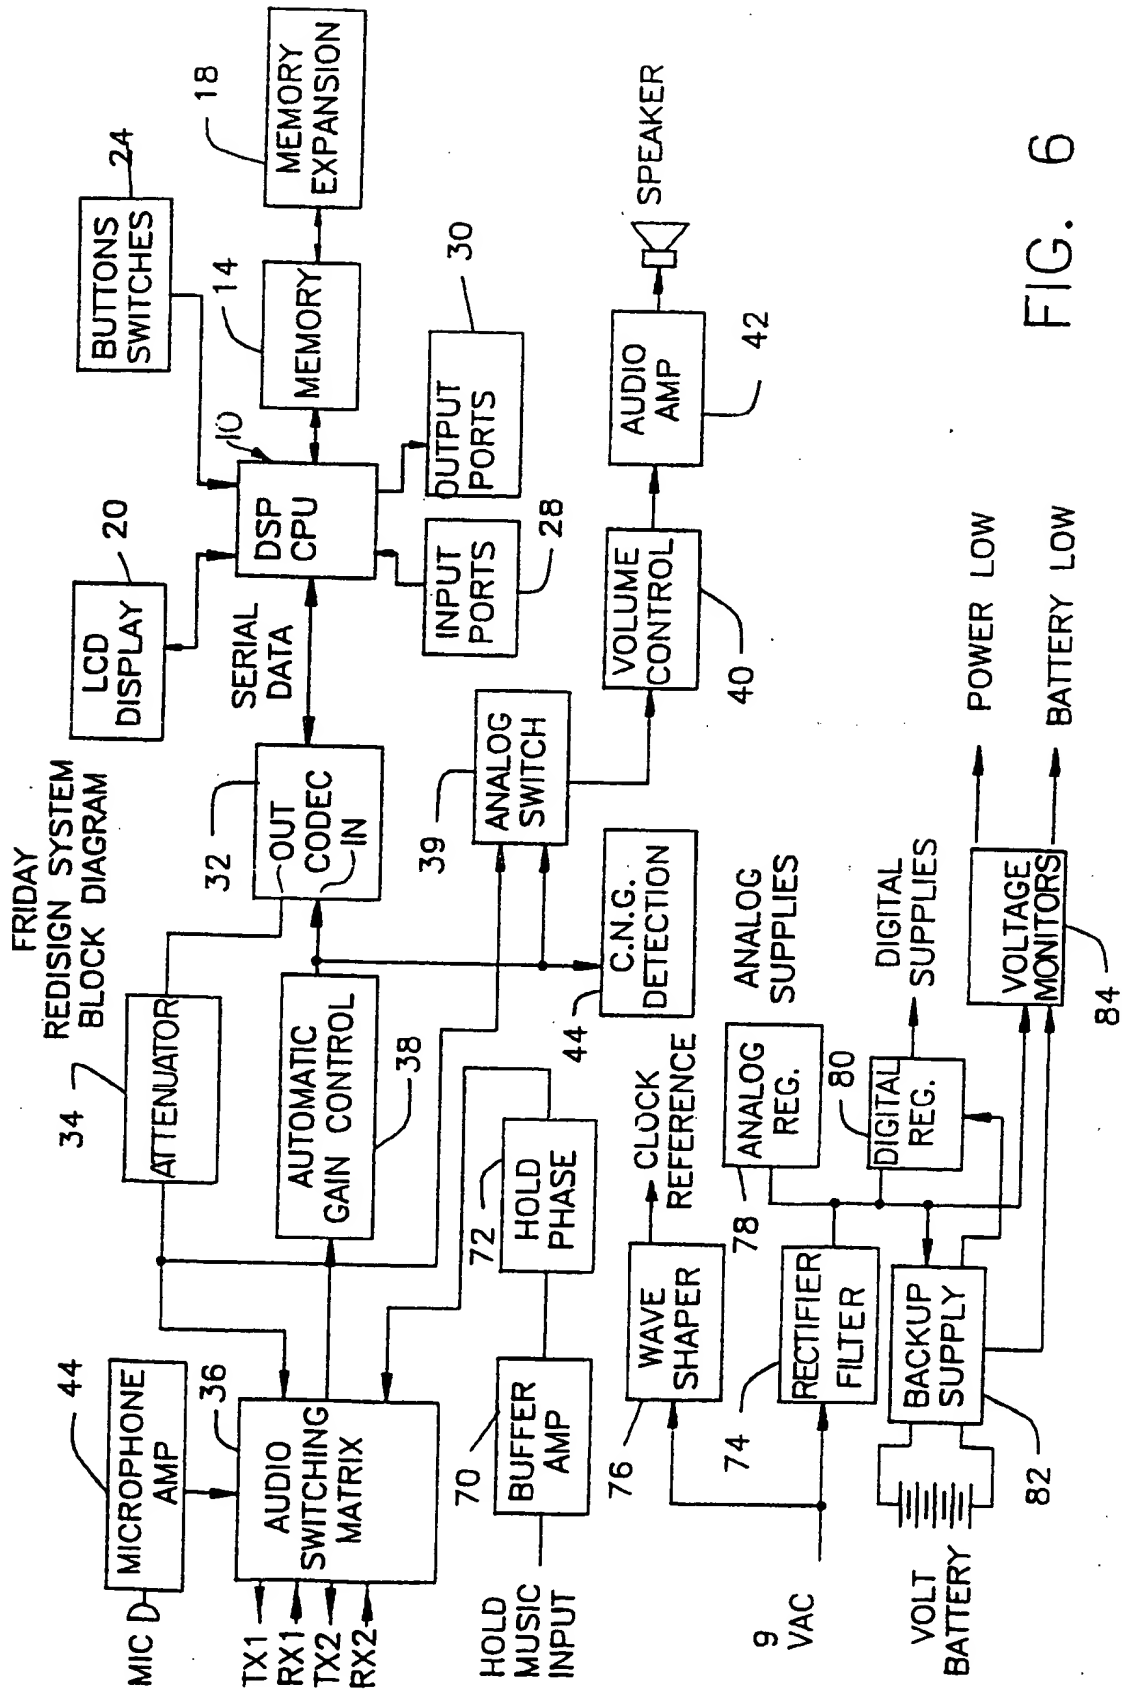 FRIDAY
REDISIGN SYSTEM
BLOCK DIAGRAM
MIC
44
MICROPHONE
AMP
34
ATTENUATOR
LCD
DISPLAY
20
BUTTONS
SWITCHES
24
TX1
RX1
TX2
RX2
36
AUDIO
SWITCHING
MATRIX
AUTOMATIC
GAIN CONTROL
38
32
OUT
CODEC
IN
SERIAL
DATA
10
DSP
CPU
14
MEMORY
18
MEMORY
EXPANSION
INPUT
PORTS
28
OUTPUT
PORTS
30
HOLD
MUSIC
INPUT
70
BUFFER
AMP
72
HOLD
PHASE
39
ANALOG
SWITCH
44
C.N.G.
DETECTION
VOLUME
CONTROL
40
AUDIO
AMP
42
SPEAKER
76
WAVE
SHAPER
CLOCK
REFERENCE
9
VAC
74
RECTIFIER
FILTER
78
ANALOG
REG.
ANALOG
SUPPLIES
80
DIGITAL
REG.
DIGITAL
SUPPLIES
VOLT
BATTERY
BACKUP
SUPPLY
82
VOLTAGE
MONITORS
84
POWER LOW
BATTERY LOW
FIG. 6